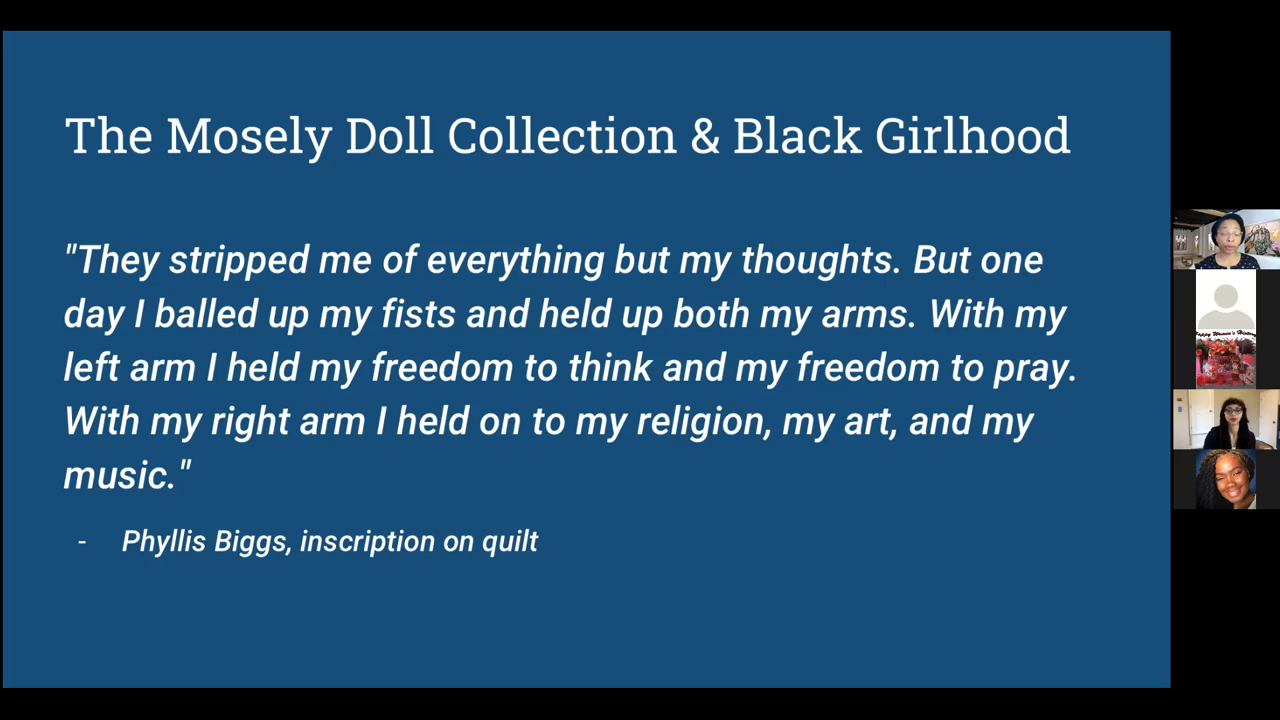 The Mosely Doll Collection & Black Girlhood
"They stripped me of everything but my thoughts. But one
day I balled up my fists and held up both my arms. With my
left arm I held my freedom to think and my freedom to pray.
With my right arm I held on to my religion, my art, and my
music."
- Phyllis Biggs, inscription on quilt
Happy Women's History